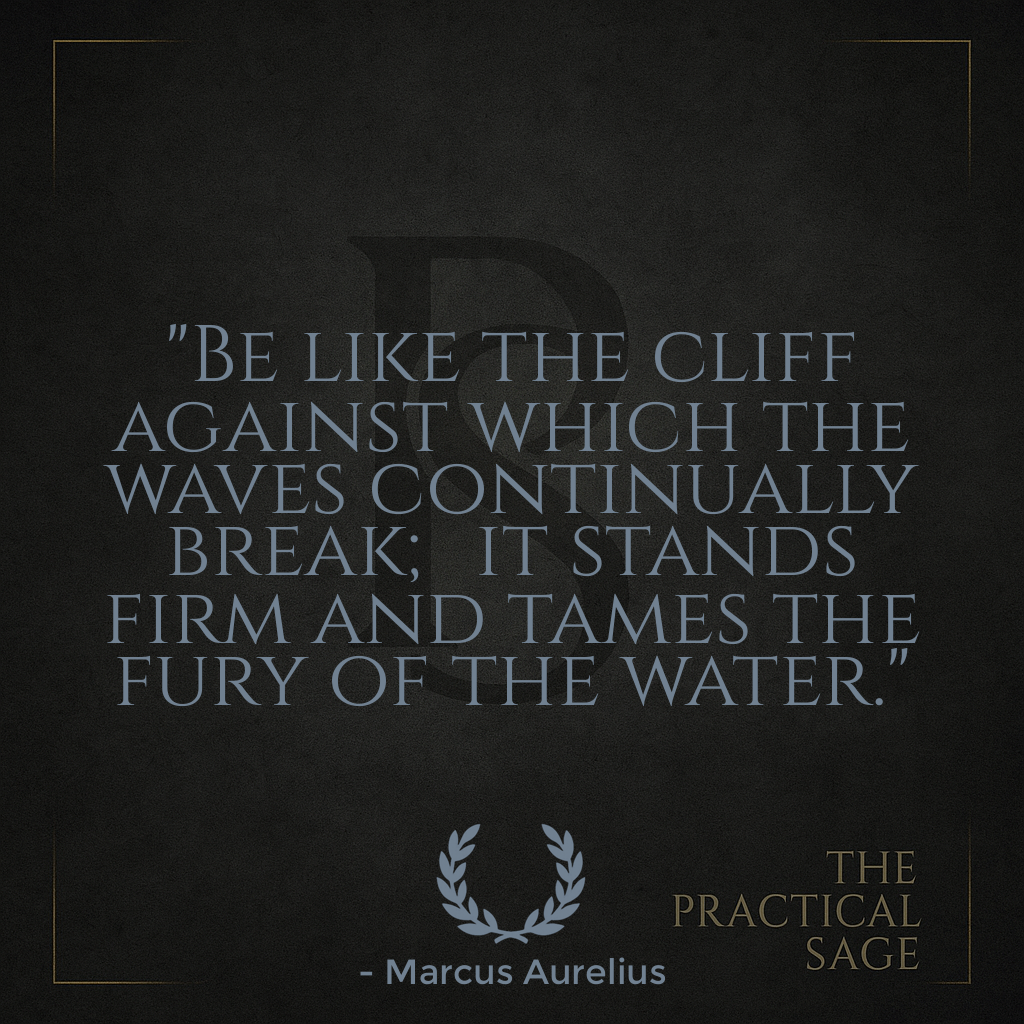 "Be like the cliff
against which the
waves continually
break; it stands
firm and tames the
fury of the water."
- Marcus Aurelius
THE
PRACTICAL
SAGE
PS